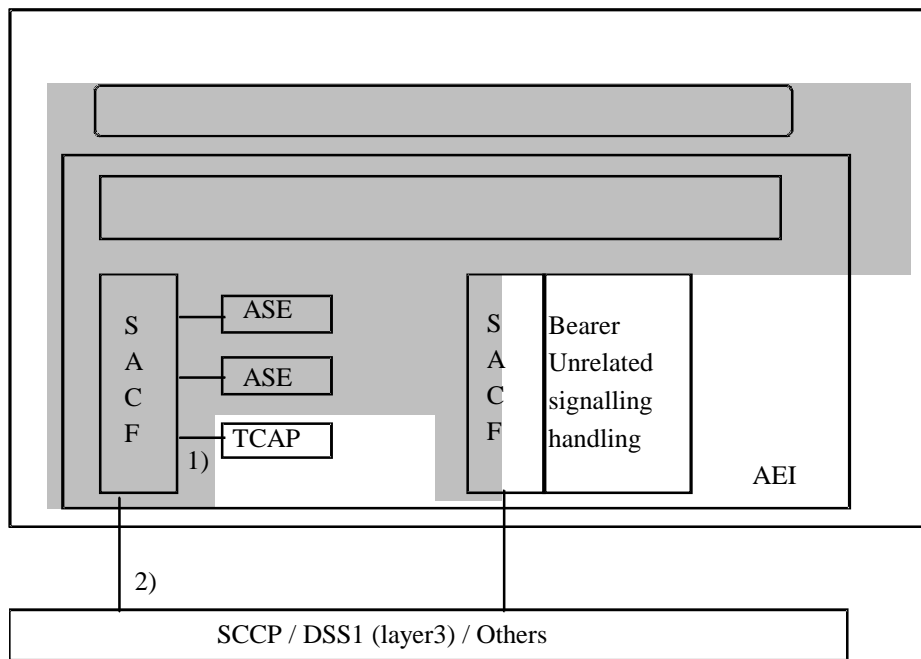 ASE
ASE
TCAP
S
A
C
F
1)
S
A
C
F
Bearer
Unrelated
signalling
handling
AEI
2)
SCCP / DSS1 (layer3) / Others